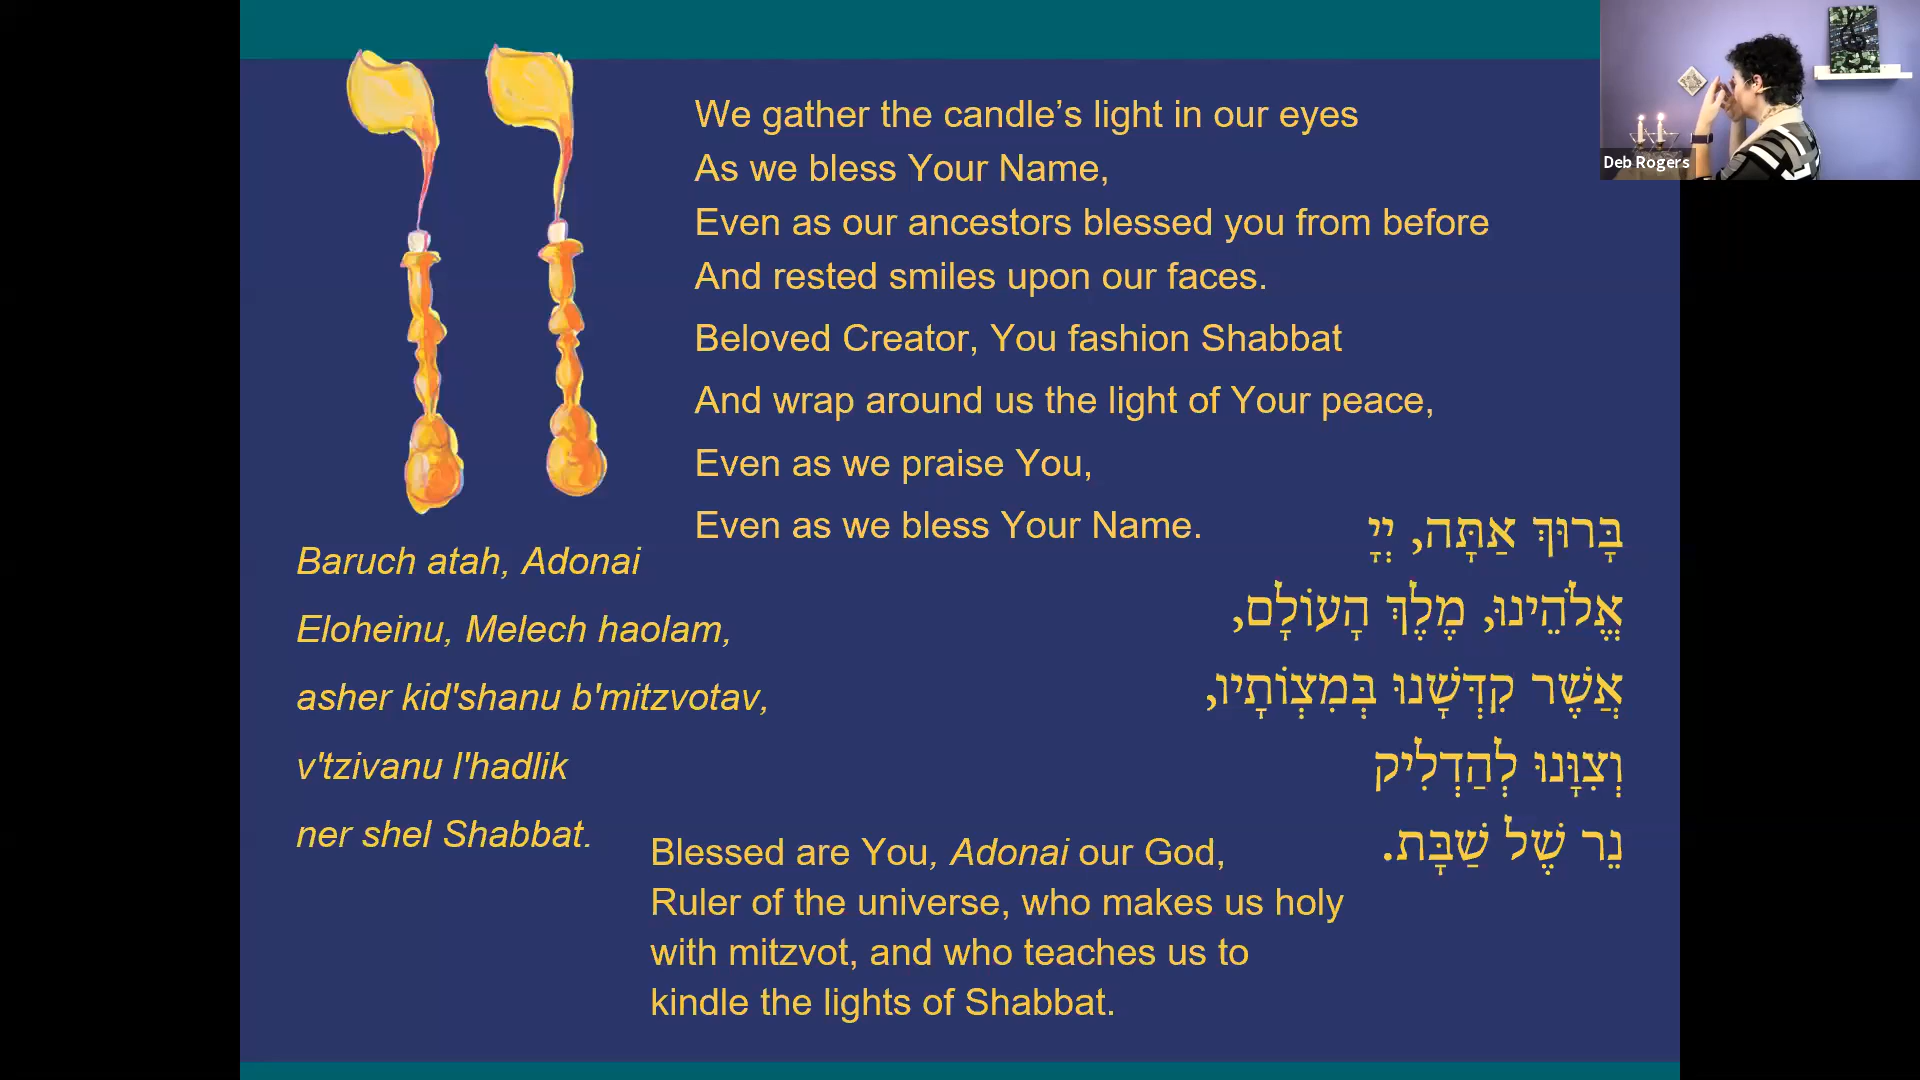 We gather the candle’s light in our eyes
As we bless Your Name,
Even as our ancestors blessed you from before
And rested smiles upon our faces.
Beloved Creator, You fashion Shabbat
And wrap around us the light of Your peace,
Even as we praise You,
Even as we bless Your Name.
בָּרוּךְ אַתָּה, יְיָ
אֱלֹהֵינוּ, מֶלֶךְ הָעוֹלָם,
אֲשֶׁר קִדְּשָׁנוּ בְּמִצְוֹתָיו,
וְצִוָּנוּ לְהַדְלִיק
נֵר שֶׁל שַׁבָּת.
Baruch atah, Adonai
Eloheinu, Melech haolam,
asher kid'shanu b'mitzvotav,
v'tzivanu l'hadlik
ner shel Shabbat.
Blessed are You, Adonai our God,
Ruler of the universe, who makes us holy
with mitzvot, and who teaches us to
kindle the lights of Shabbat.
Deb Rogers